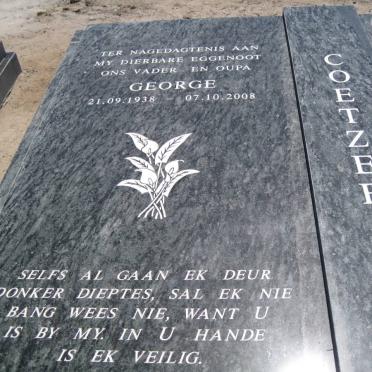 TER NAGEDAGTENIS AAN
MY DIERBARE EGGENOOT
ONS VADER EN OUPA
GEORGE
21.09.1938 – 07.10.2008
SELFS AL GAAN EK DEUR
DONKER DIEPTES, SAL EK NIE
BANG WEES NIE, WANT U
IS BY MY. IN U HANDE
IS EK VEILIG.
COETZEE